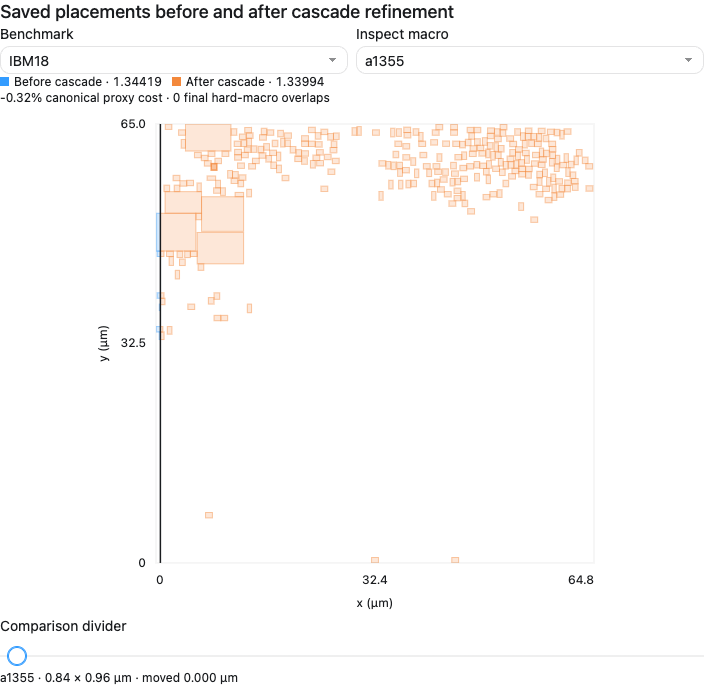 Saved placements before and after cascade refinement
Benchmark
Inspect macro
IBM18
a1355
Before cascade · 1.34419 After cascade · 1.33994
-0.32% canonical proxy cost · 0 final hard-macro overlaps
65.0
y (μm)
32.5
0
0 32.4 64.8
x (μm)
Comparison divider
a1355 · 0.84 × 0.96 μm · moved 0.000 μm